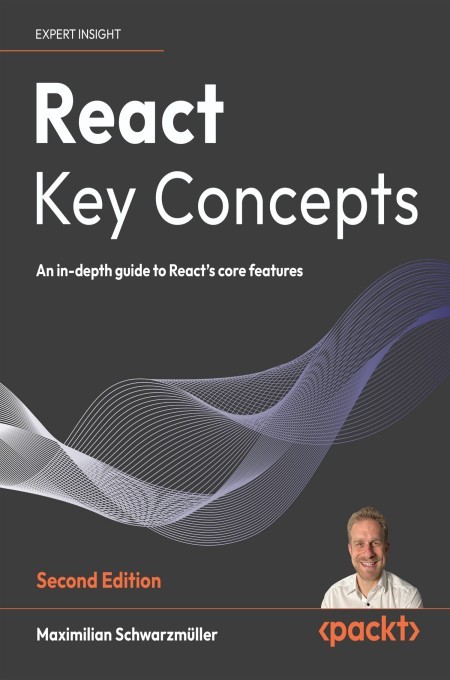 EXPERT INSIGHT
React
Key Concepts
An in-depth guide to React's core features
Second Edition
Maximilian Schwarzmüller
<packt>